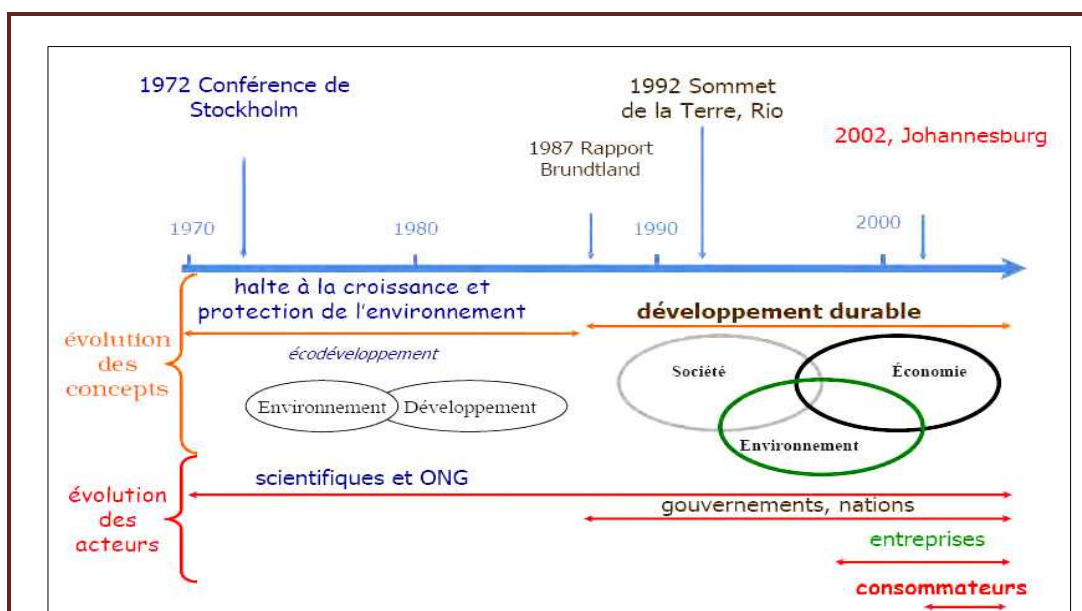 1972 Conférence de
Stockholm
1992 Sommet
de la Terre, Rio
1987 Rapport
Brundtland
2002, Johannesburg
1970
1980
1990
2000
halte à la croissance et
protection de l'environnement
développement durable
évolution
des
concepts
écodéveloppement
Environnement
Développement
Société
Économie
Environnement
scientifiques et ONG
évolution
des
acteurs
gouvernements, nations
entreprises
consommateurs